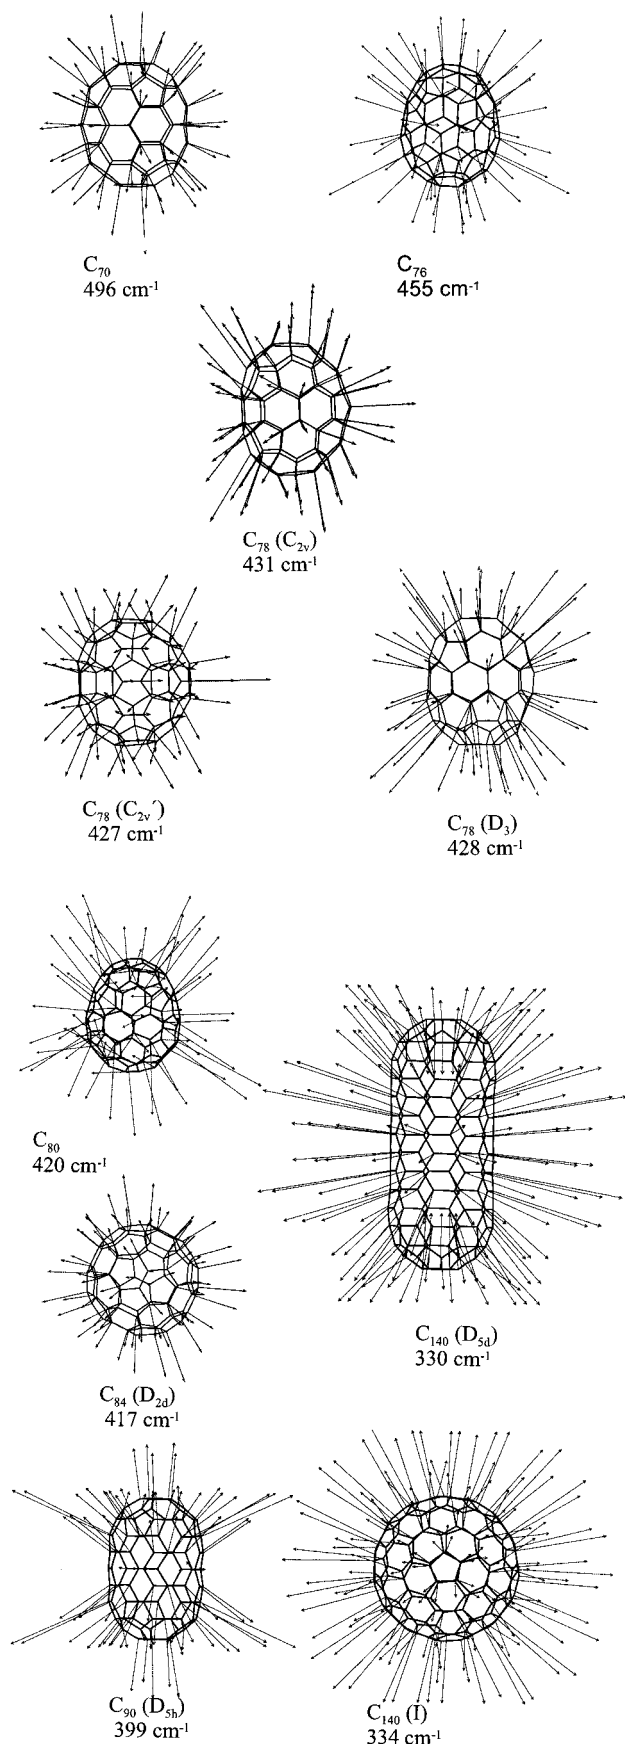 C₇₀
496 cm⁻¹
C₇₆
455 cm⁻¹
C₇₈ (C₂ᵥ)
431 cm⁻¹
C₇₈ (C₂ᵥ′)
427 cm⁻¹
C₇₈ (D₃)
428 cm⁻¹
C₈₀
420 cm⁻¹
C₁₄₀ (D₅d)
330 cm⁻¹
C₈₄ (D₂d)
417 cm⁻¹
C₉₀ (D₅ₕ)
399 cm⁻¹
C₁₄₀ (I)
334 cm⁻¹